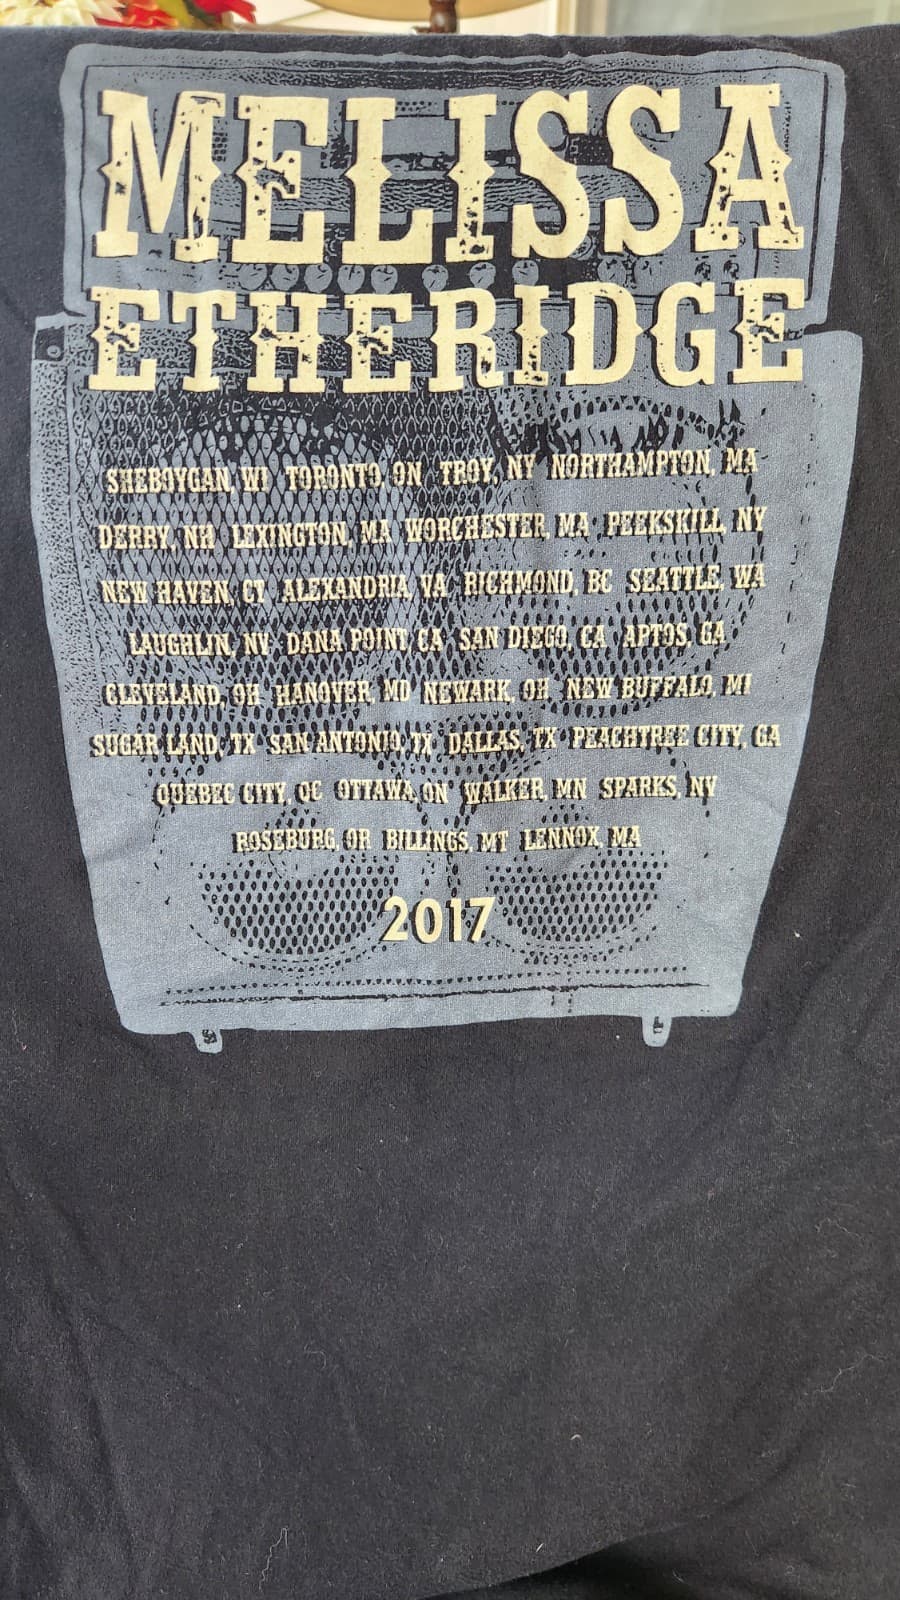 MELISSA
ETHERIDGE
SHEBOYGAN, WI TORONTO, ON TROY, NY NORTHAMPTON, MA
DERRY, NH LEXINGTON, MA WORCHESTER, MA PEEKSKILL, NY
NEW HAVEN, CT ALEXANDRIA, VA RICHMOND, BC SEATTLE, WA
LAUGHLIN, NV DANA POINT, CA SAN DIEGO, CA APTOS, GA
CLEVELAND, OH HANOVER, MD NEWARK, OH NEW BUFFALO, MI
SUGAR LAND, TX SAN ANTONIO, TX DALLAS, TX PEACHTREE CITY, GA
QUEBEC CITY, QC OTTAWA, ON WALKER, MN SPARKS, NV
ROSEBURG, OR BILLINGS, MT LENNOX, MA
2017